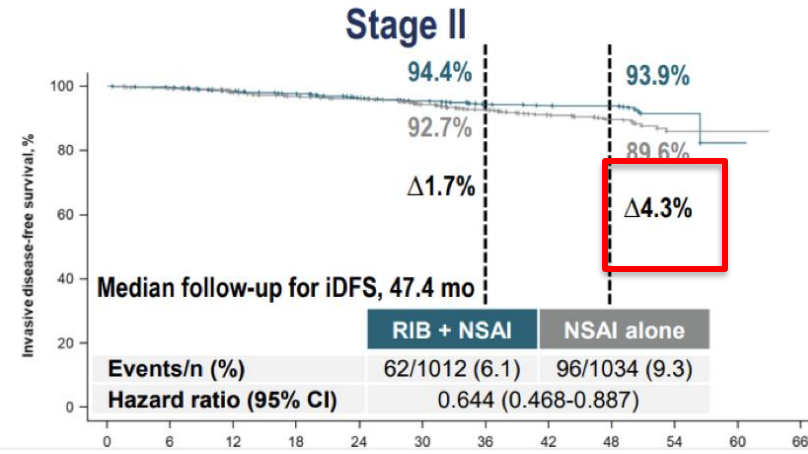 Stage II
94.4%
93.9%
92.7%
89.6%
Δ1.7%
Δ4.3%
Invasive disease-free survival, %
100
80
60
40
20
0
Median follow-up for iDFS, 47.4 mo
RIB + NSAI NSAI alone
Events/n (%) 62/1012 (6.1) 96/1034 (9.3)
Hazard ratio (95% CI) 0.644 (0.468-0.887)
0 6 12 18 24 30 36 42 48 54 60 66